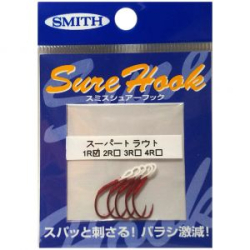 SMITH
Sure Hook
スミスシュアーフック
スーパートラウト
1R☑ 2R☐ 3R☐ 4R☐
スパッと刺さる! バラシ激減!